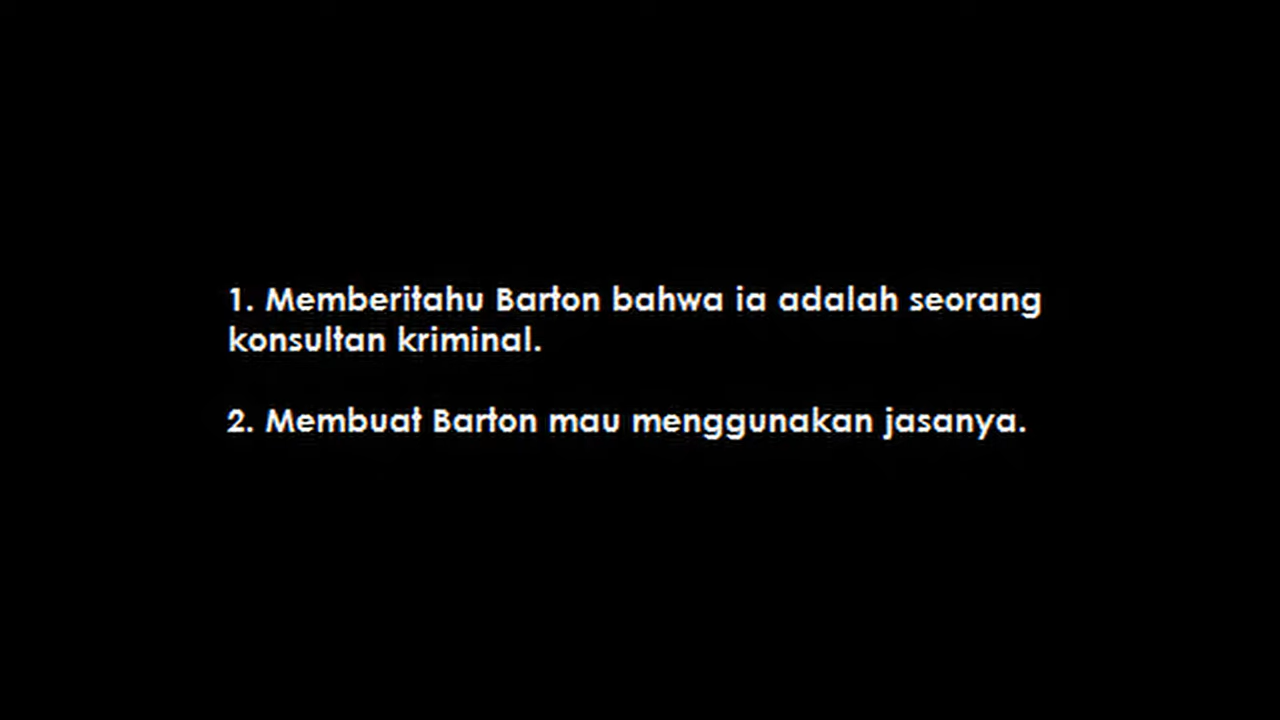 1. Memberitahu Barton bahwa ia adalah seorang
konsultan kriminal.
2. Membuat Barton mau menggunakan jasanya.